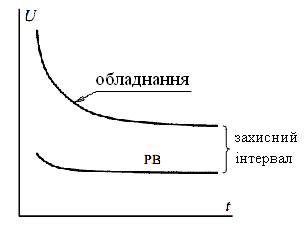 U
обладнання
захисний
інтервал
РВ
t